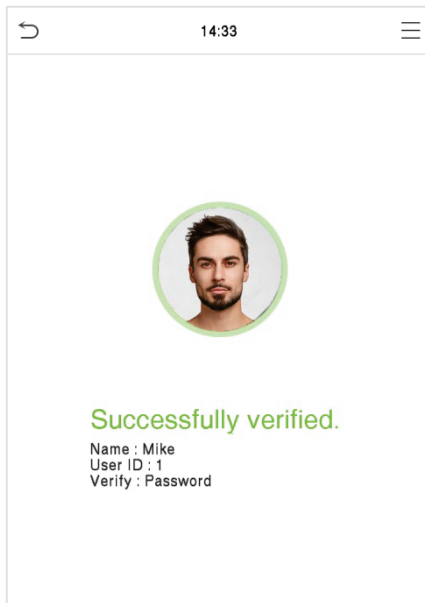 14:33
Successfully verified.
Name : Mike
User ID : 1
Verify : Password